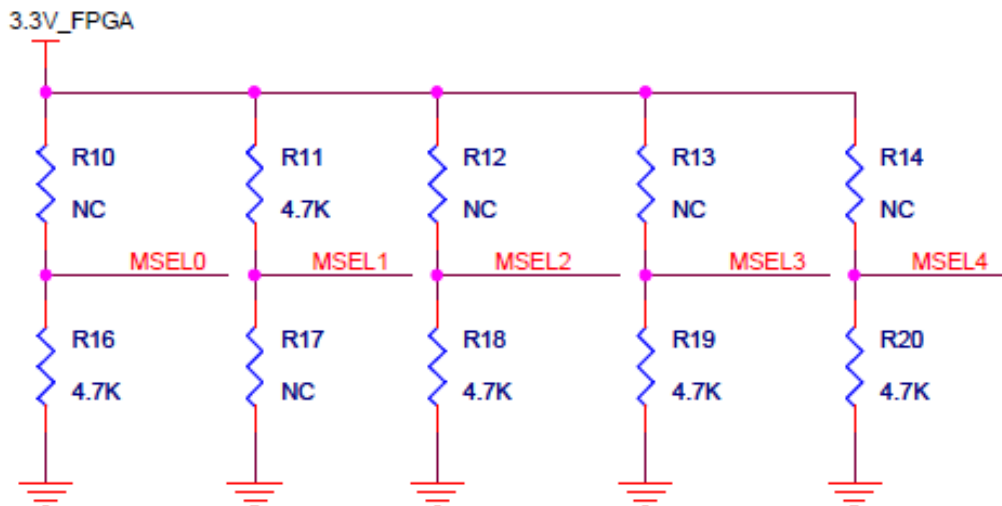 3.3V_FPGA
R10
R11
R12
R13
R14
NC
4.7K
NC
NC
NC
MSEL0
MSEL1
MSEL2
MSEL3
MSEL4
R16
R17
R18
R19
R20
4.7K
NC
4.7K
4.7K
4.7K